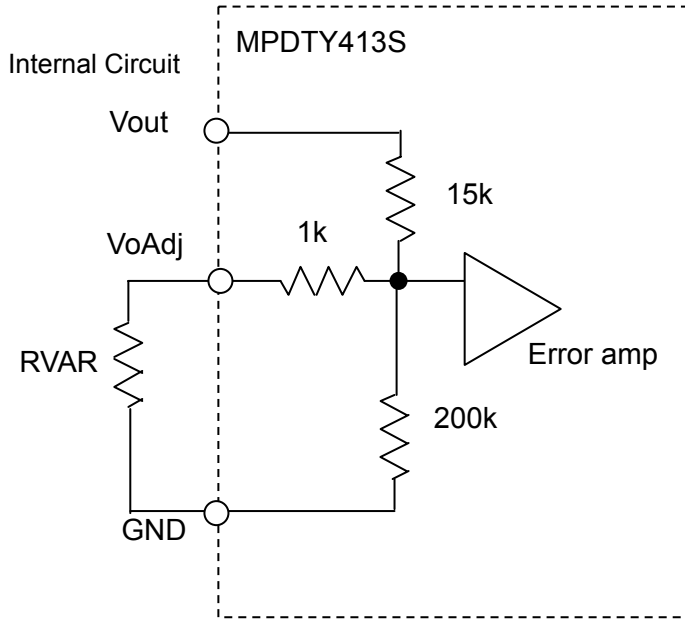 MPDTY413S
Internal Circuit
Vout
15k
1k
VoAdj
RVAR
Error amp
200k
GND